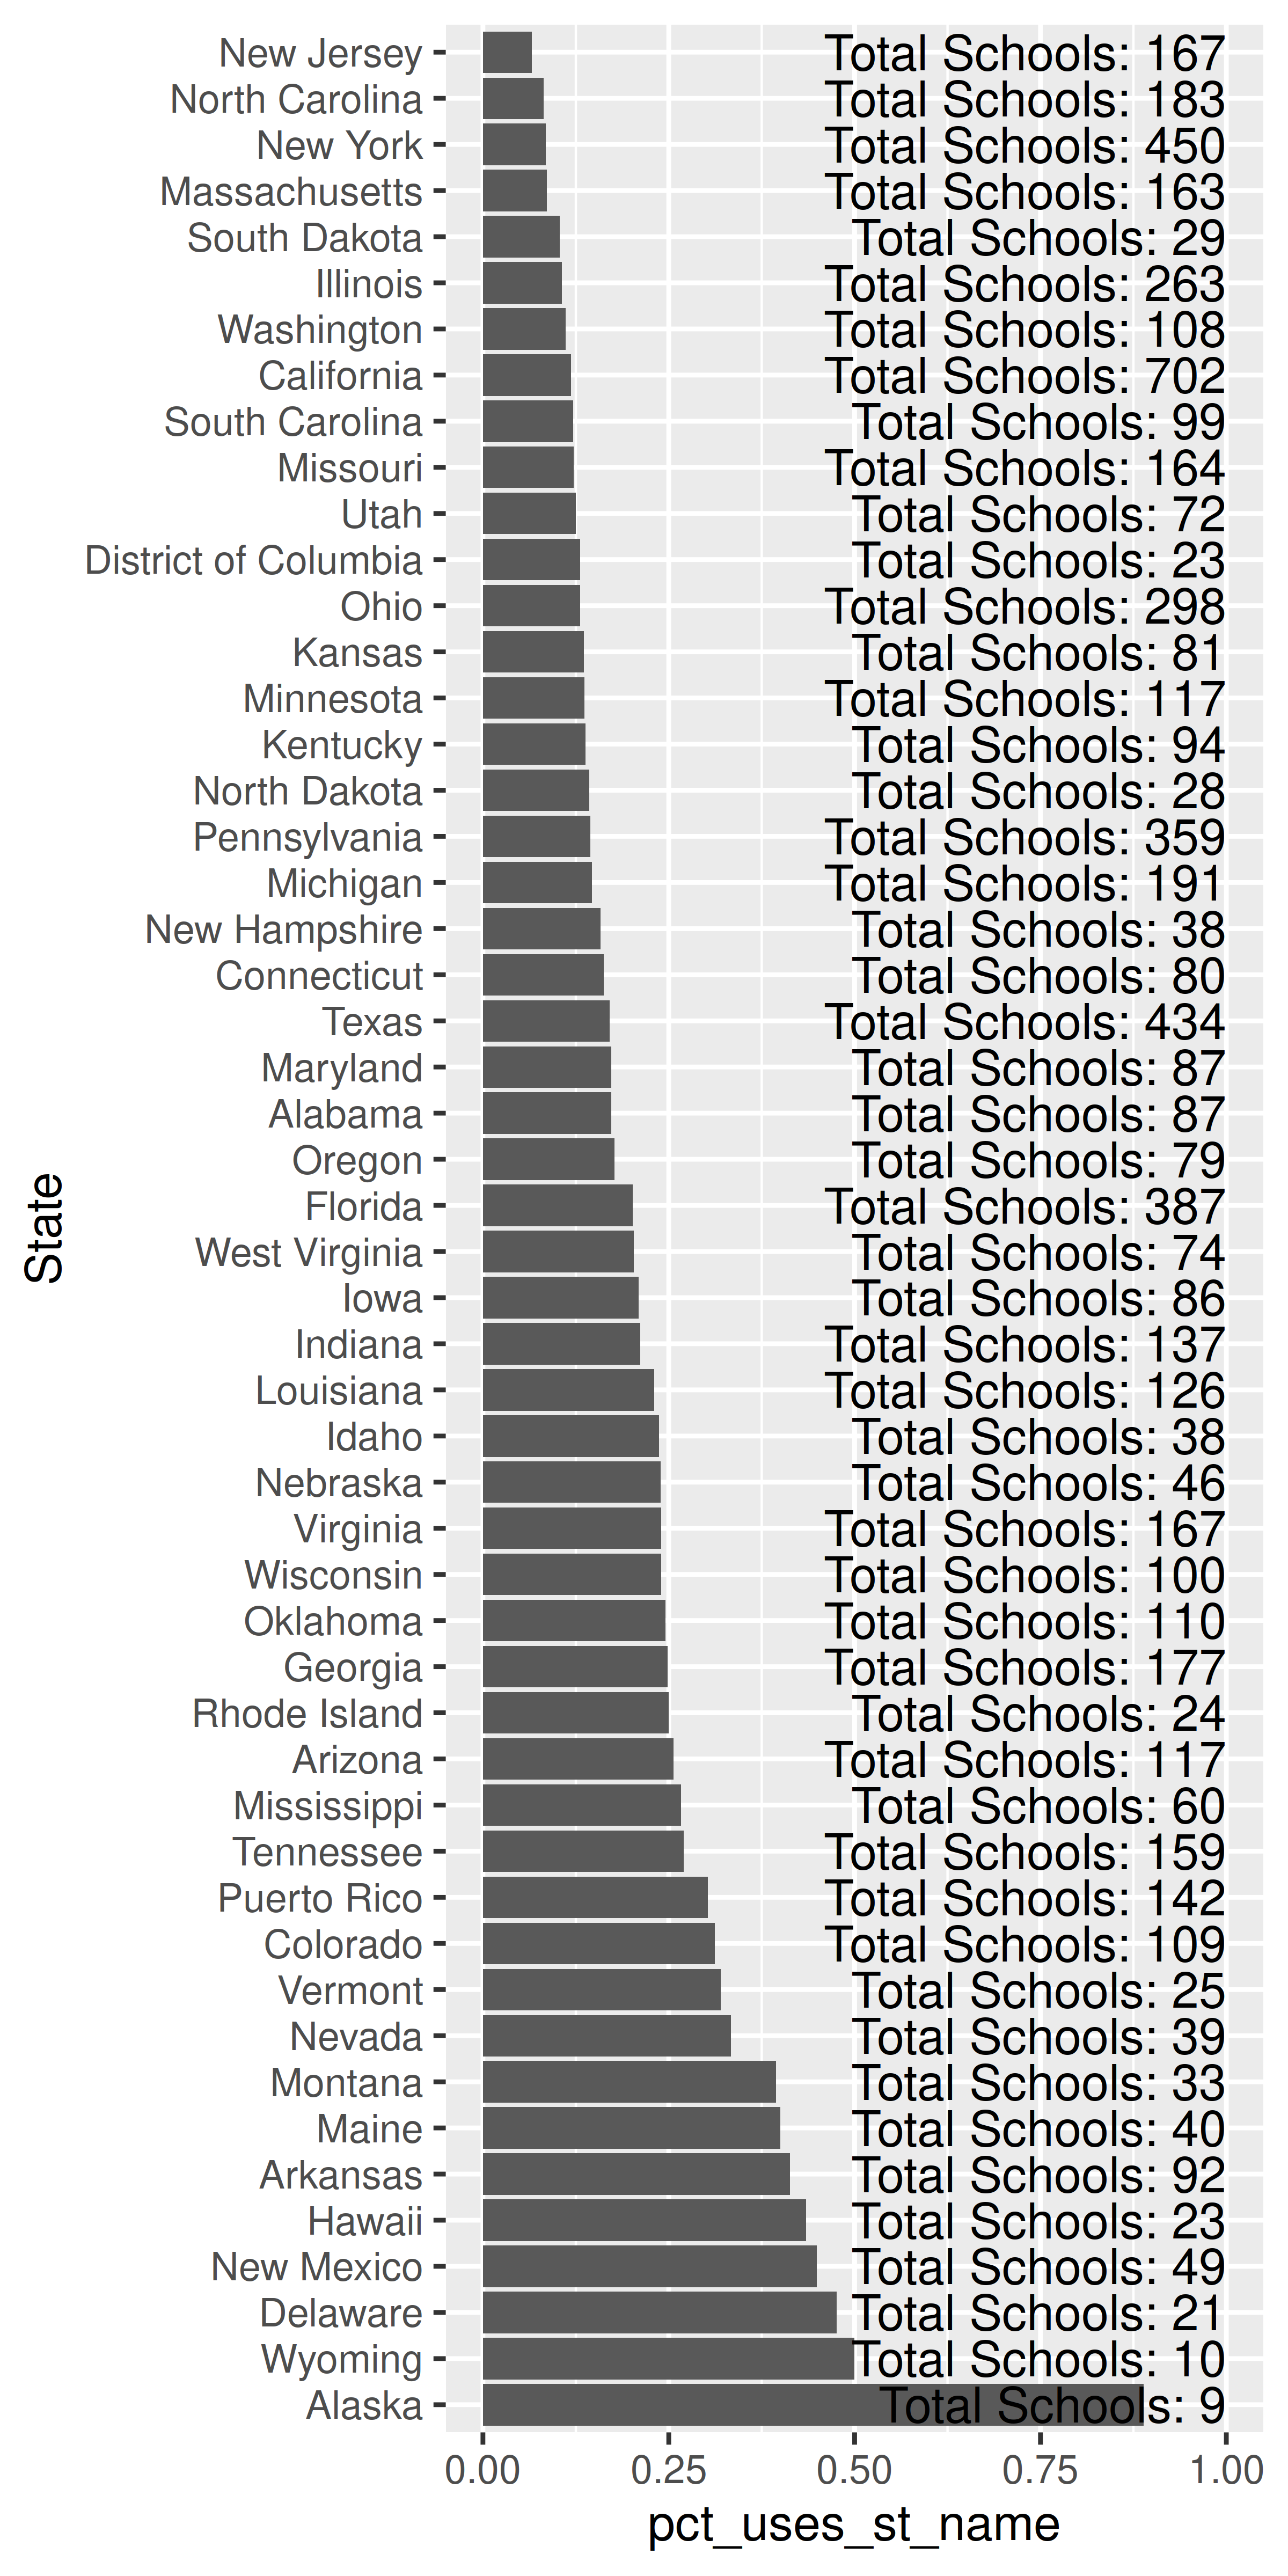 New Jersey Total Schools: 167
North Carolina Total Schools: 183
New York Total Schools: 450
Massachusetts Total Schools: 163
South Dakota Total Schools: 29
Illinois Total Schools: 263
Washington Total Schools: 108
California Total Schools: 702
South Carolina Total Schools: 99
Missouri Total Schools: 164
Utah Total Schools: 72
District of Columbia Total Schools: 23
Ohio Total Schools: 298
Kansas Total Schools: 81
Minnesota Total Schools: 117
Kentucky Total Schools: 94
North Dakota Total Schools: 28
Pennsylvania Total Schools: 359
Michigan Total Schools: 191
New Hampshire Total Schools: 38
Connecticut Total Schools: 80
Texas Total Schools: 434
Maryland Total Schools: 87
Alabama Total Schools: 87
Oregon Total Schools: 79
Florida Total Schools: 387
West Virginia Total Schools: 74
Iowa Total Schools: 86
Indiana Total Schools: 137
Louisiana Total Schools: 126
Idaho Total Schools: 38
Nebraska Total Schools: 46
Virginia Total Schools: 167
Wisconsin Total Schools: 100
Oklahoma Total Schools: 110
Georgia Total Schools: 177
Rhode Island Total Schools: 24
Arizona Total Schools: 117
Mississippi Total Schools: 60
Tennessee Total Schools: 159
Puerto Rico Total Schools: 142
Colorado Total Schools: 109
Vermont Total Schools: 25
Nevada Total Schools: 39
Montana Total Schools: 33
Maine Total Schools: 40
Arkansas Total Schools: 92
Hawaii Total Schools: 23
New Mexico Total Schools: 49
Delaware Total Schools: 21
Wyoming Total Schools: 10
Alaska Total Schools: 9
State
0.00 0.25 0.50 0.75 1.00
pct_uses_st_name